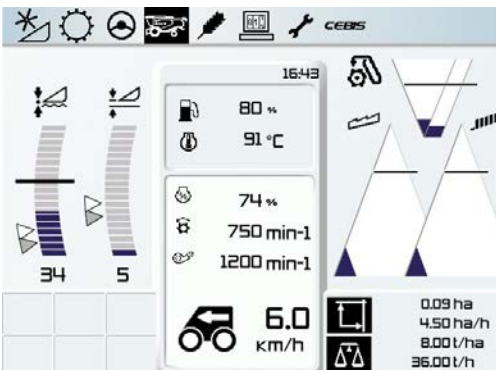 CEBIS
16:43
80 %
91 °C
74 %
750 min-1
1200 min-1
34
5
6.0
km/h
0.09 ha
4.50 ha/h
8.00 t/ha
36.00 t/h